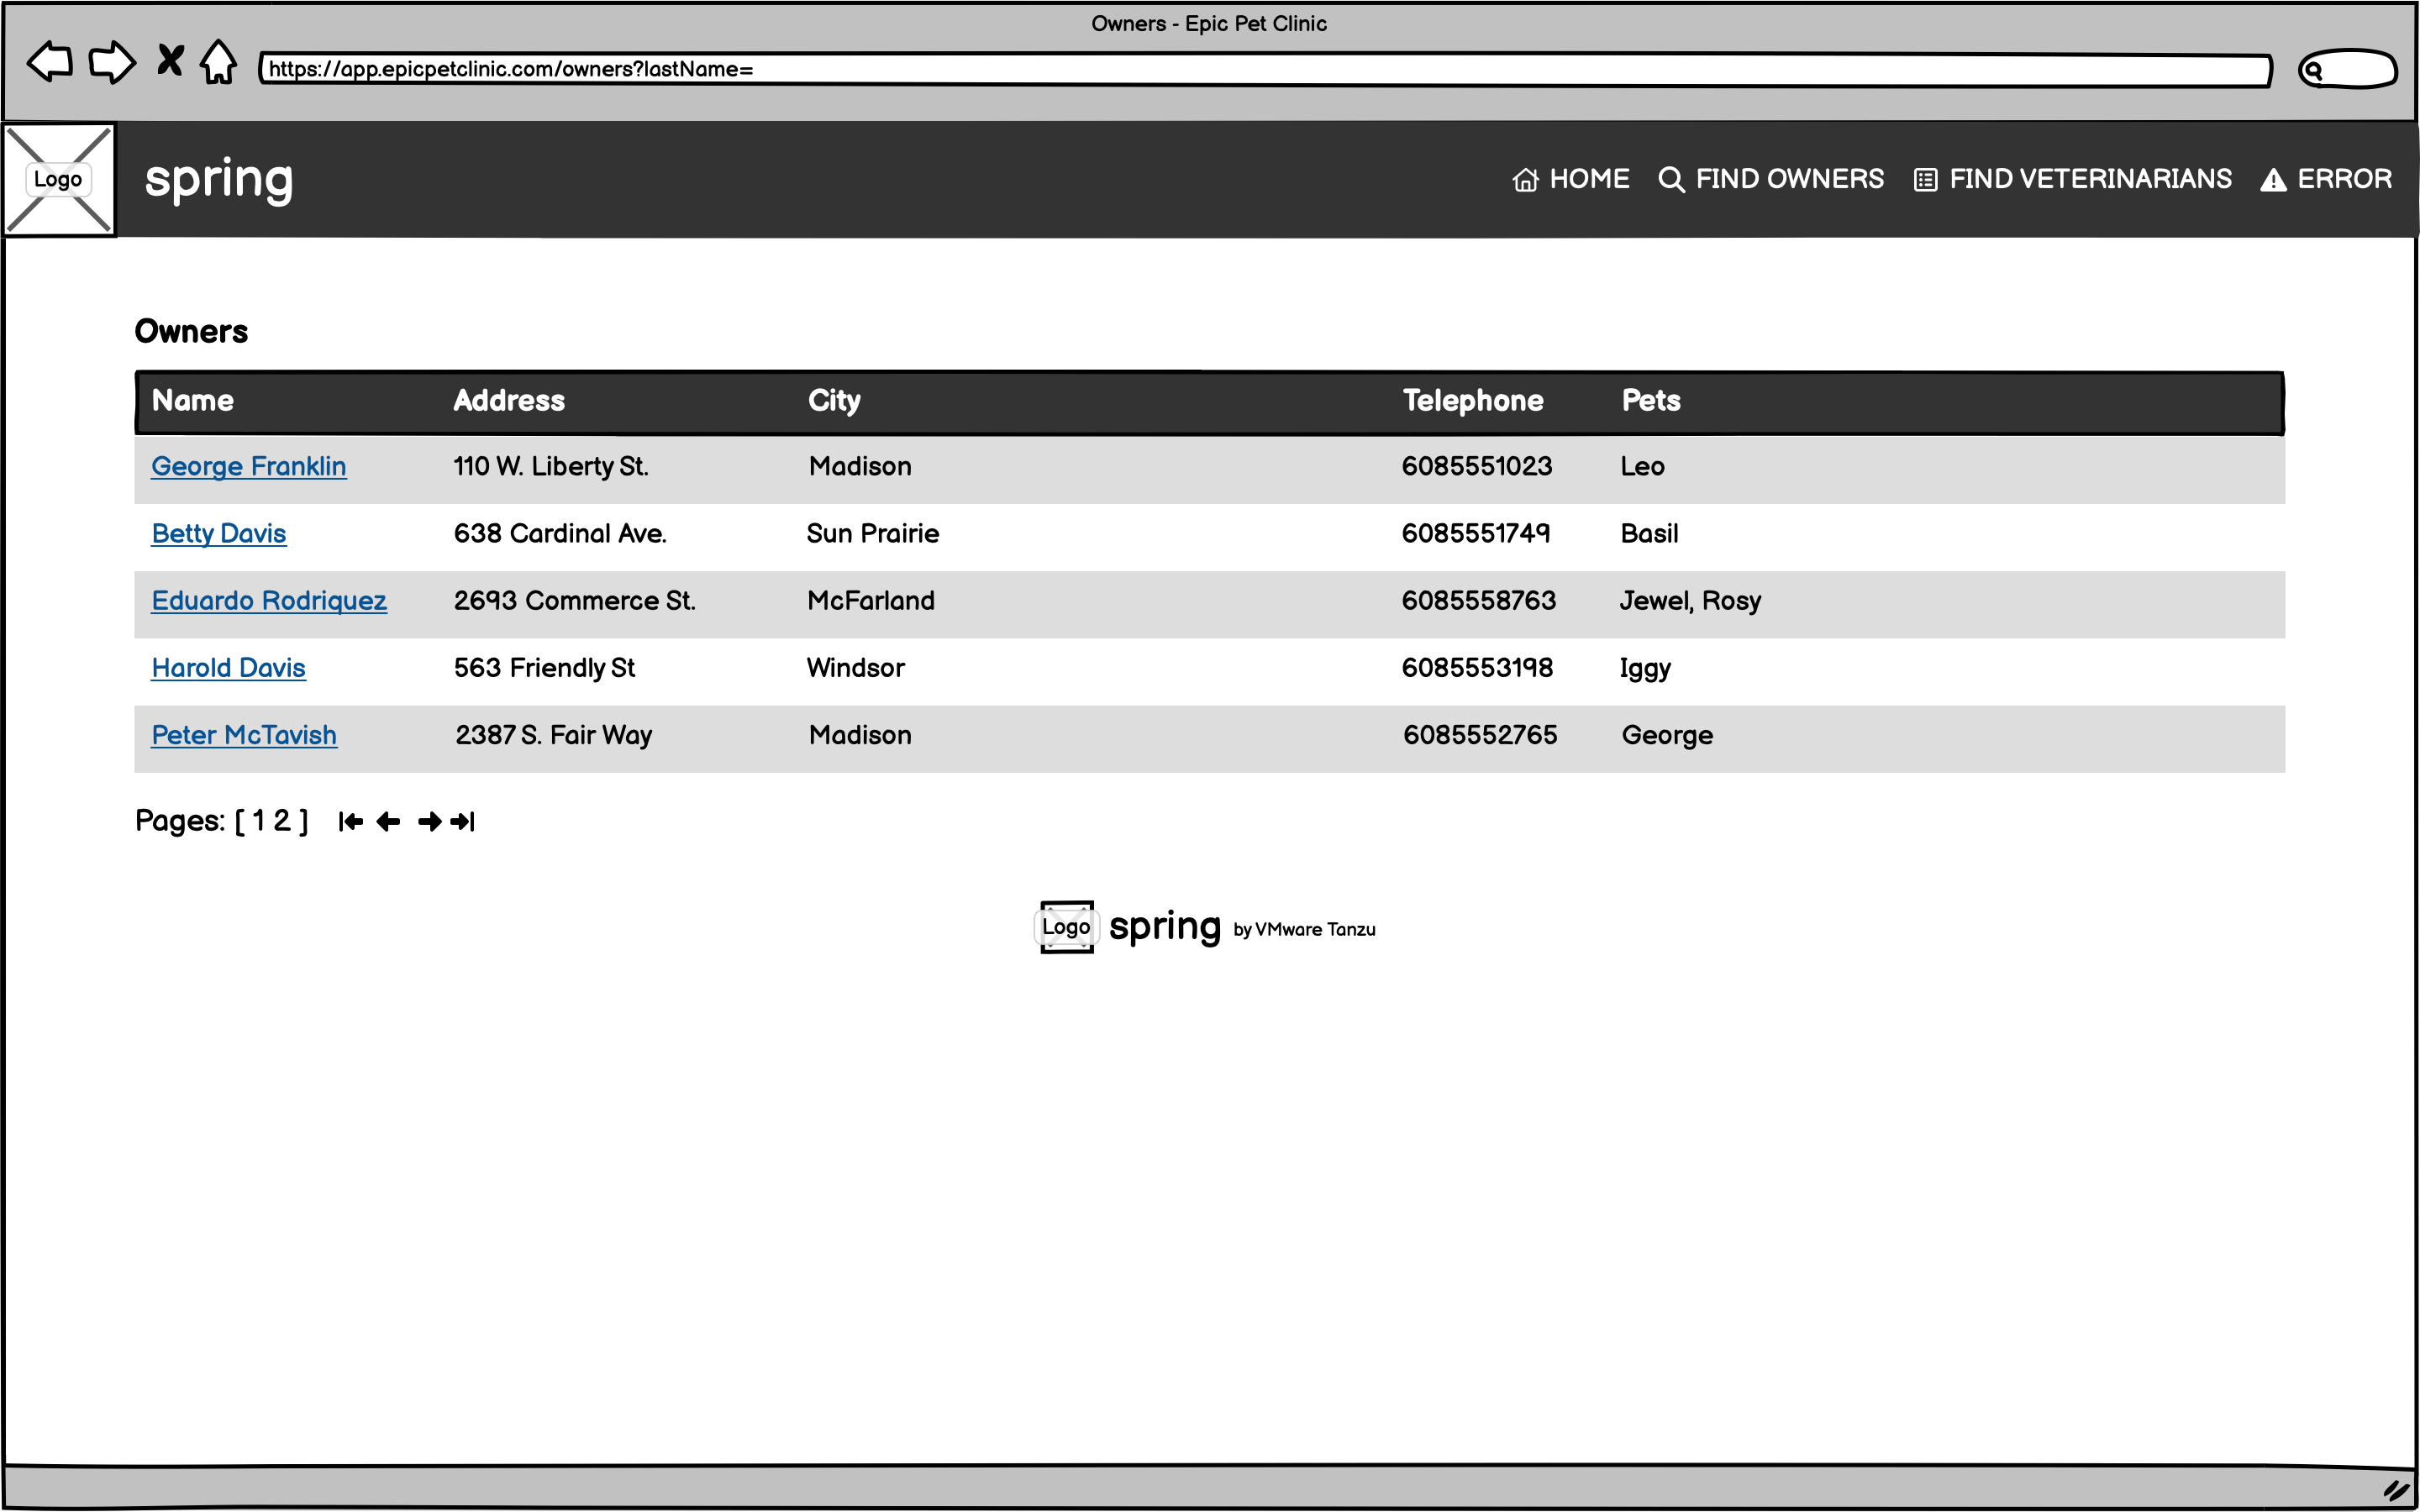 Owners - Epic Pet Clinic
https://app.epicpetclinic.com/owners?lastName=
Logo spring HOME FIND OWNERS FIND VETERINARIANS ERROR
Owners
Name Address City Telephone Pets
George Franklin 110 W. Liberty St. Madison 6085551023 Leo
Betty Davis 638 Cardinal Ave. Sun Prairie 6085551749 Basil
Eduardo Rodriquez 2693 Commerce St. McFarland 6085558763 Jewel, Rosy
Harold Davis 563 Friendly St Windsor 6085553198 Iggy
Peter McTavish 2387 S. Fair Way Madison 6085552765 George
Pages: [ 1 2 ]
Logo spring by VMware Tanzu